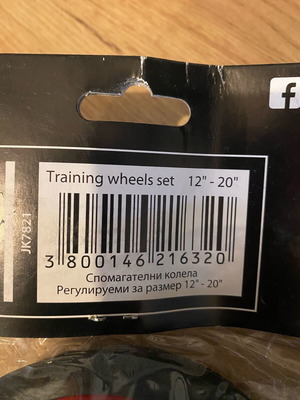 f
Training wheels set 12" - 20"
JK7821
3 800146 216320
Спомагателни колела
Регулируеми за размер 12" - 20"